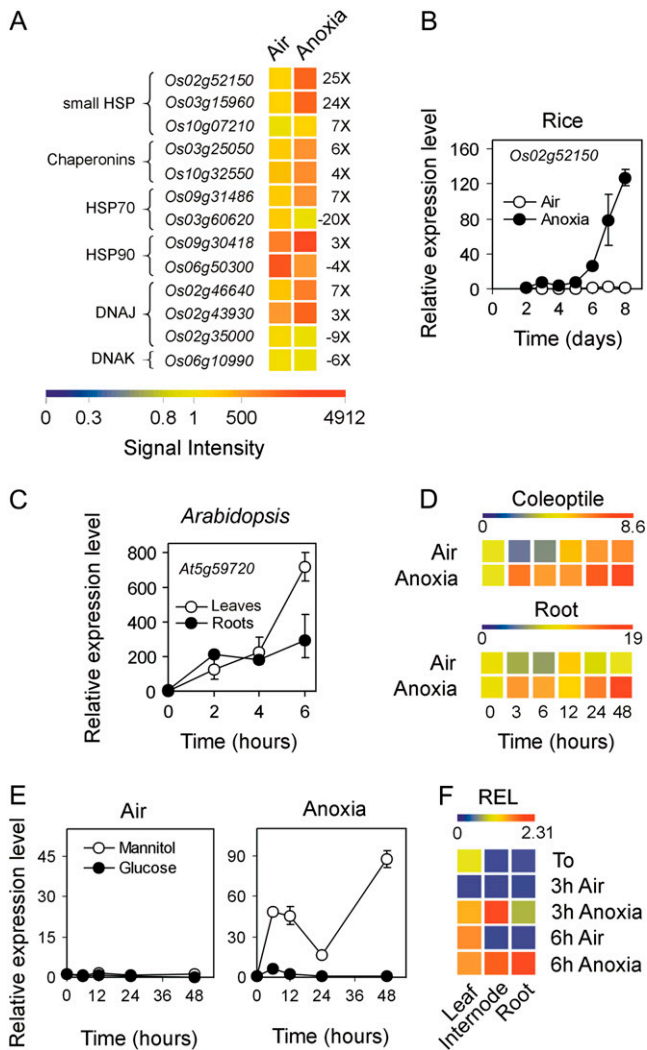 A
Air
Anoxia
small HSP
Os02g52150 25X
Os03g15960 24X
Os10g07210 7X
Chaperonins
Os03g25050 6X
Os10g32550 4X
HSP70
Os09g31486 7X
Os03g60620 -20X
HSP90
Os09g30418 3X
Os06g50300 -4X
DNAJ
Os02g46640 7X
Os02g43930 3X
Os02g35000 -9X
DNAK Os06g10990 -6X
0 0.3 0.8 1 500 4912
Signal Intensity
B
Rice
Relative expression level
160
120
80
40
0
Os02g52150
Air
Anoxia
0 2 4 6 8
Time (days)
C
Arabidopsis
Relative expression level
800
600
400
200
0
At5g59720
Leaves
Roots
0 2 4 6
Time (hours)
D
Coleoptile
0 8.6
Air
Anoxia
Root
0 19
Air
Anoxia
0 3 6 12 24 48
Time (hours)
E
Air
Relative expression level
45
30
15
0
Mannitol
Glucose
0 12 24 36 48
Time (hours)
Anoxia
90
60
30
0
0 12 24 36 48
Time (hours)
F
REL
0 2.31
To
3h Air
3h Anoxia
6h Air
6h Anoxia
Leaf
Internode
Root